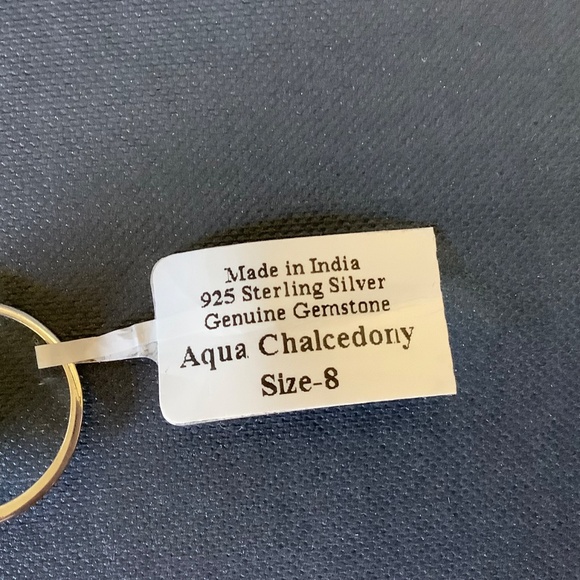 Made in India
925 Sterling Silver
Genuine Gemstone
Aqua Chalcedony
Size-8